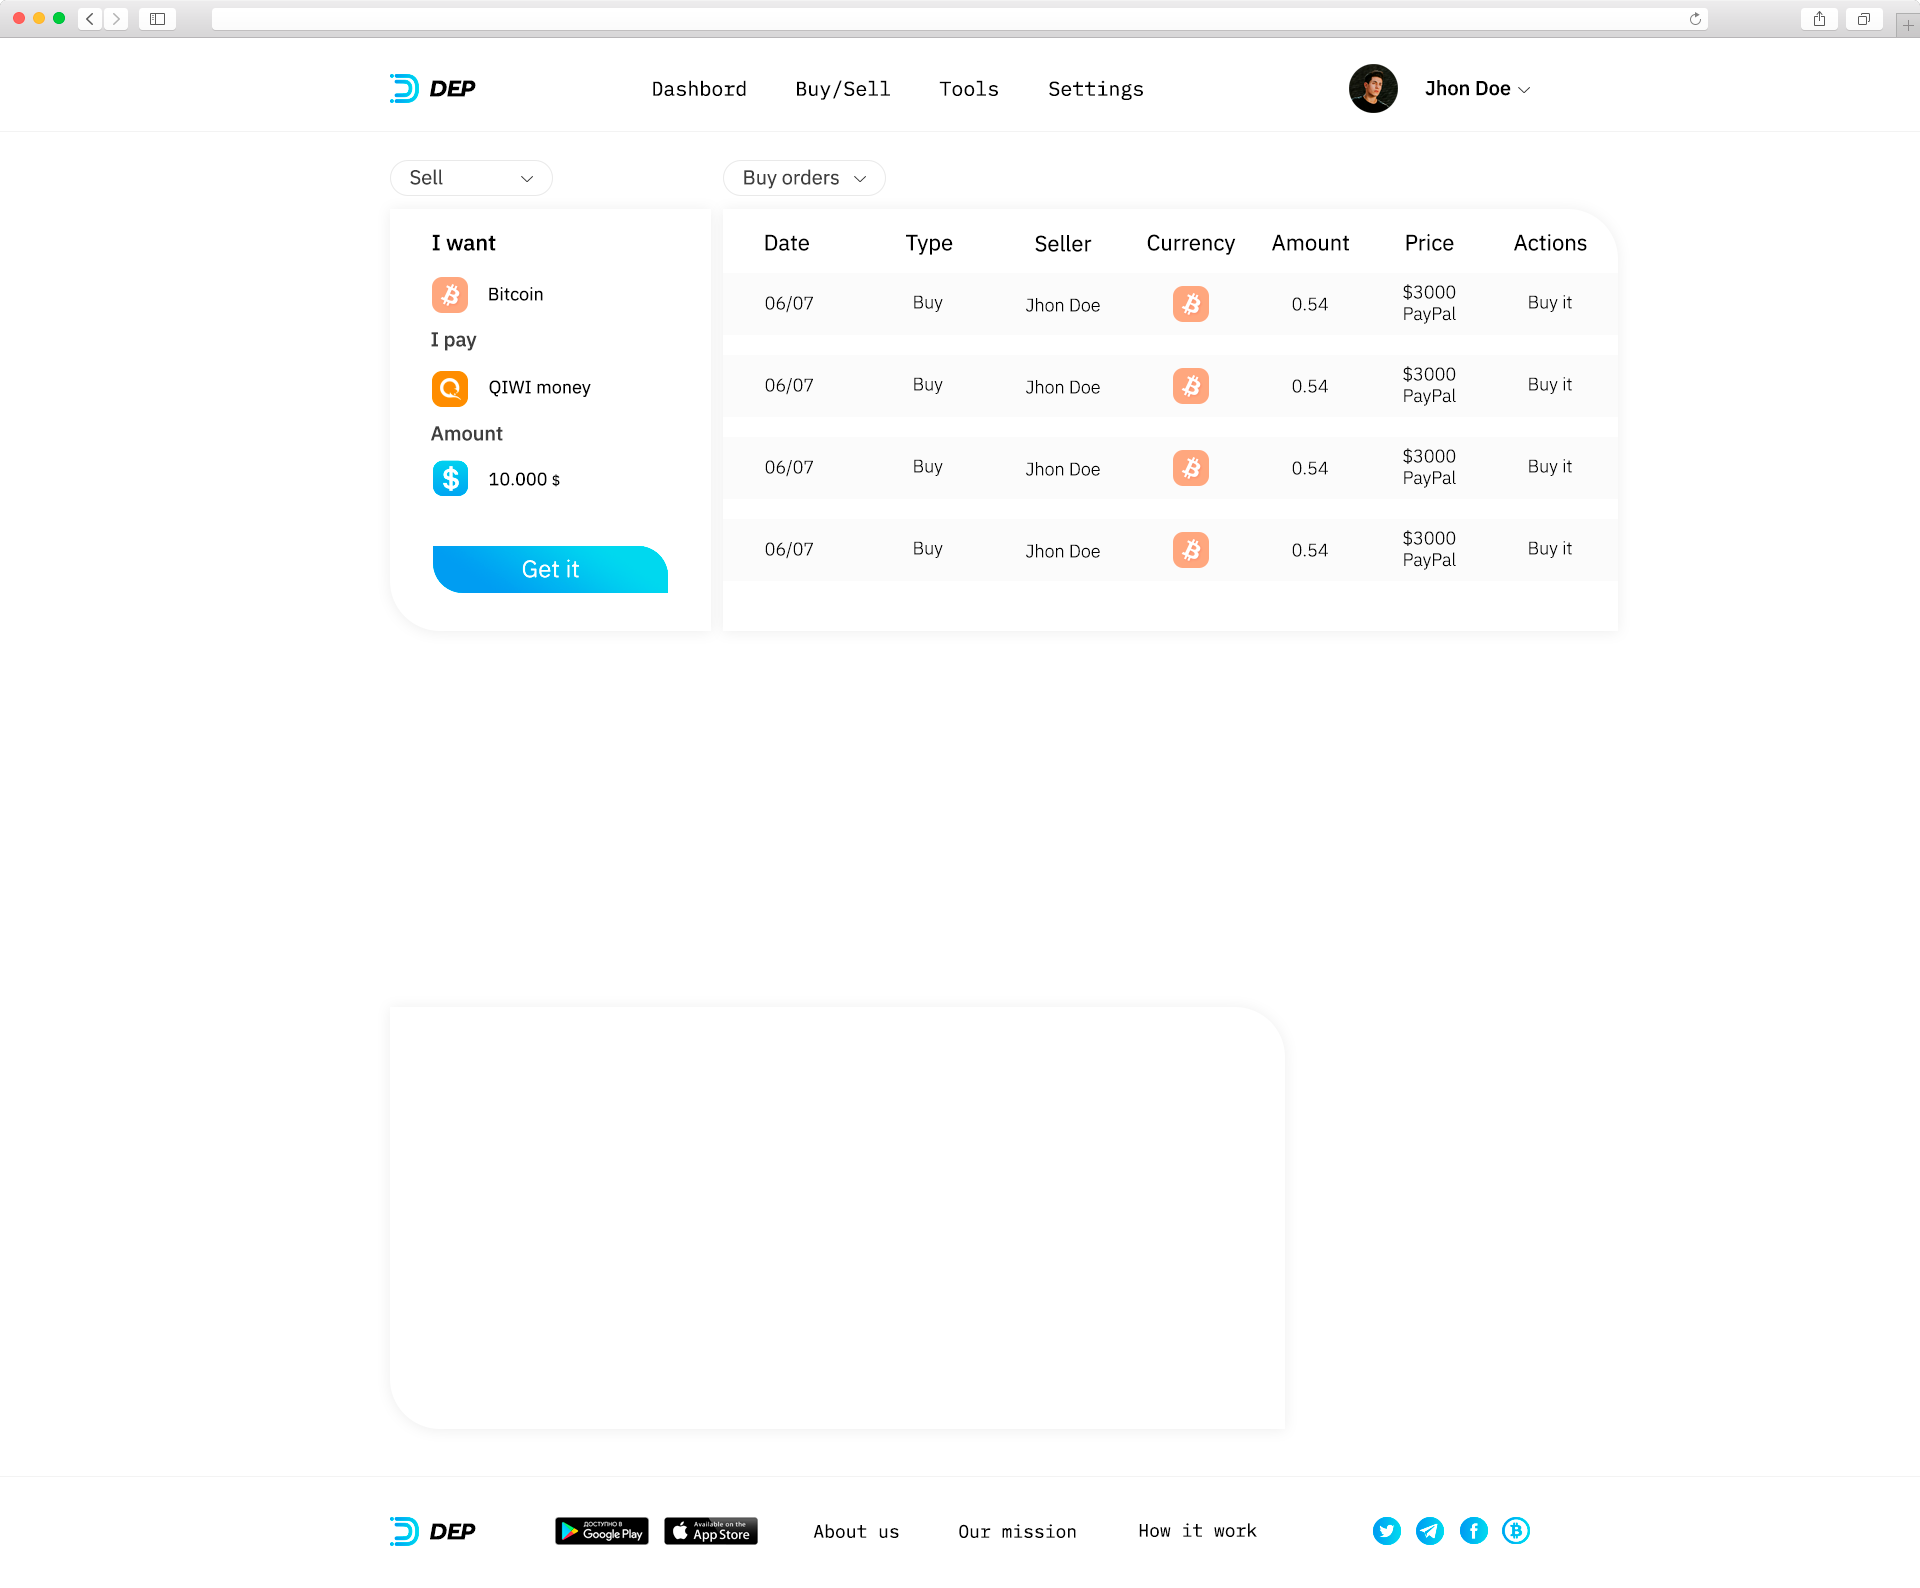 DEP
Dashbord
Buy/Sell
Tools
Settings
Jhon Doe
Sell
Buy orders
I want
Bitcoin
I pay
QIWI money
Amount
10.000 $
Get it
Date Type Seller Currency Amount Price Actions
06/07 Buy Jhon Doe 0.54 $3000 PayPal Buy it
06/07 Buy Jhon Doe 0.54 $3000 PayPal Buy it
06/07 Buy Jhon Doe 0.54 $3000 PayPal Buy it
06/07 Buy Jhon Doe 0.54 $3000 PayPal Buy it
DEP
ДОСТУПНО В
Google Play
Available on the
App Store
About us
Our mission
How it work